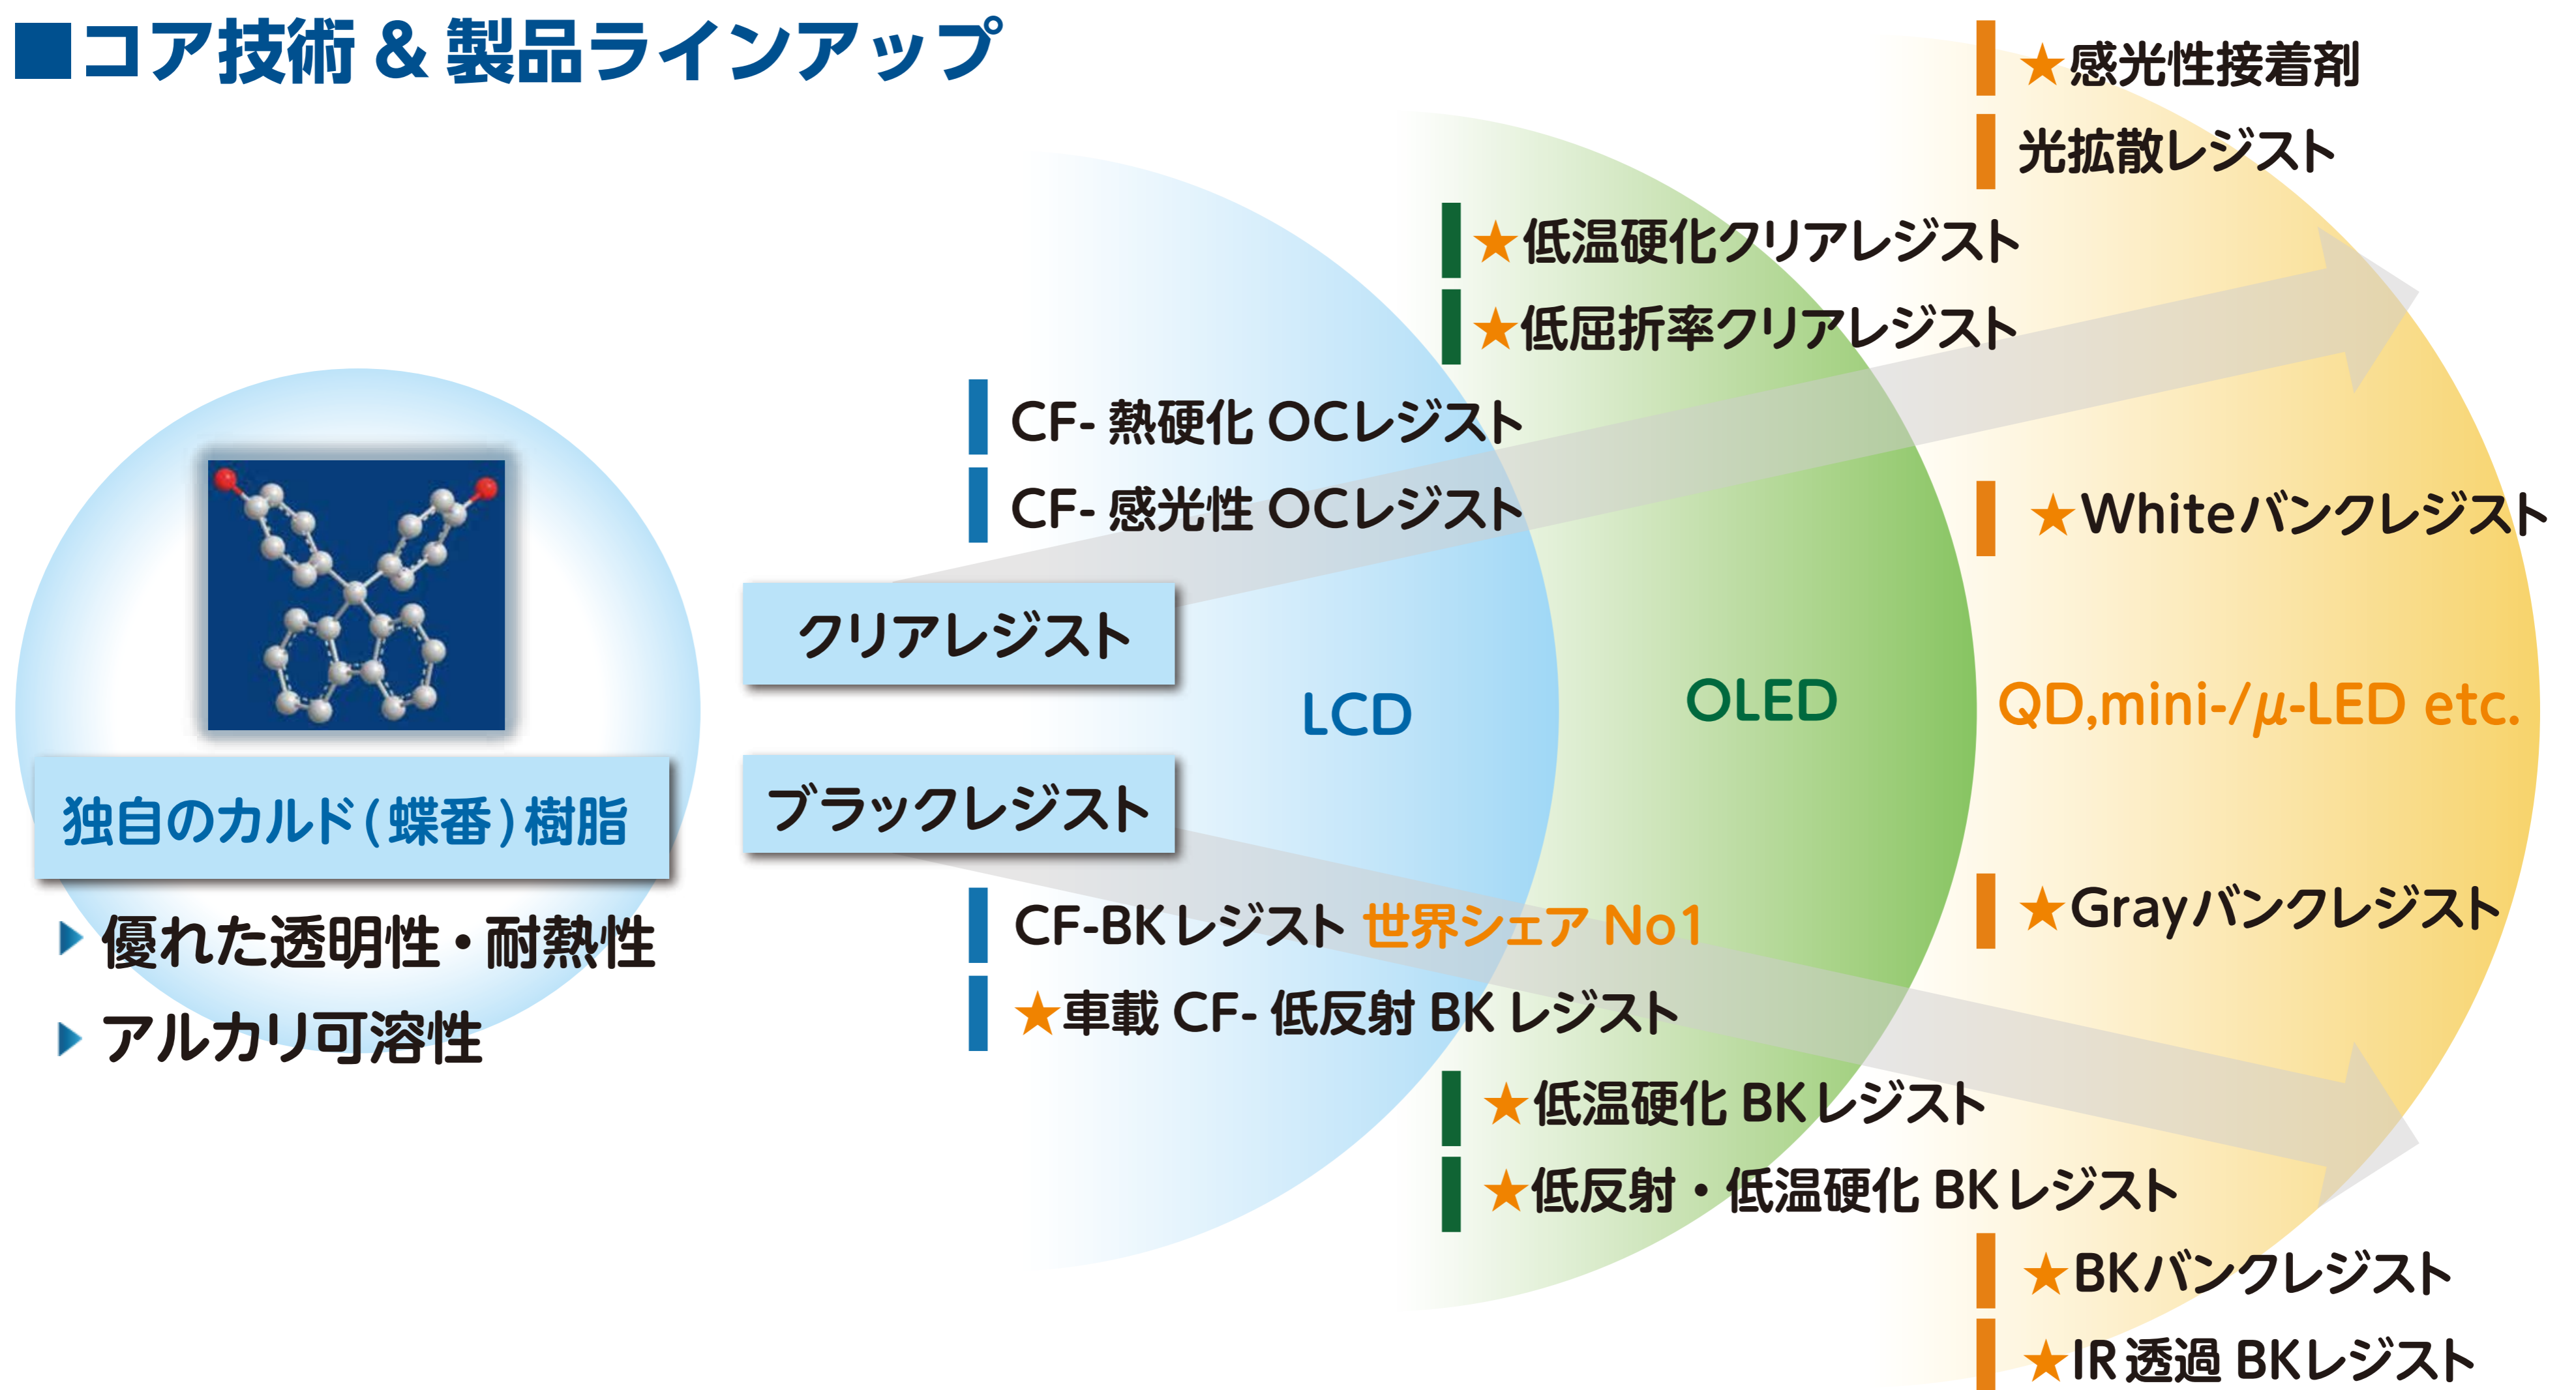 ■コア技術 & 製品ラインアップ
★感光性接着剤
光拡散レジスト
★低温硬化クリアレジスト
★低屈折率クリアレジスト
CF- 熱硬化 OCレジスト
CF- 感光性 OCレジスト
★Whiteバンクレジスト
クリアレジスト
LCD
OLED
QD,mini-/μ-LED etc.
ブラックレジスト
独自のカルド(蝶番)樹脂
優れた透明性・耐熱性
アルカリ可溶性
CF-BKレジスト 世界シェア No1
★車載 CF- 低反射 BKレジスト
★Grayバンクレジスト
★低温硬化 BKレジスト
★低反射・低温硬化 BKレジスト
★BKバンクレジスト
★IR透過 BKレジスト